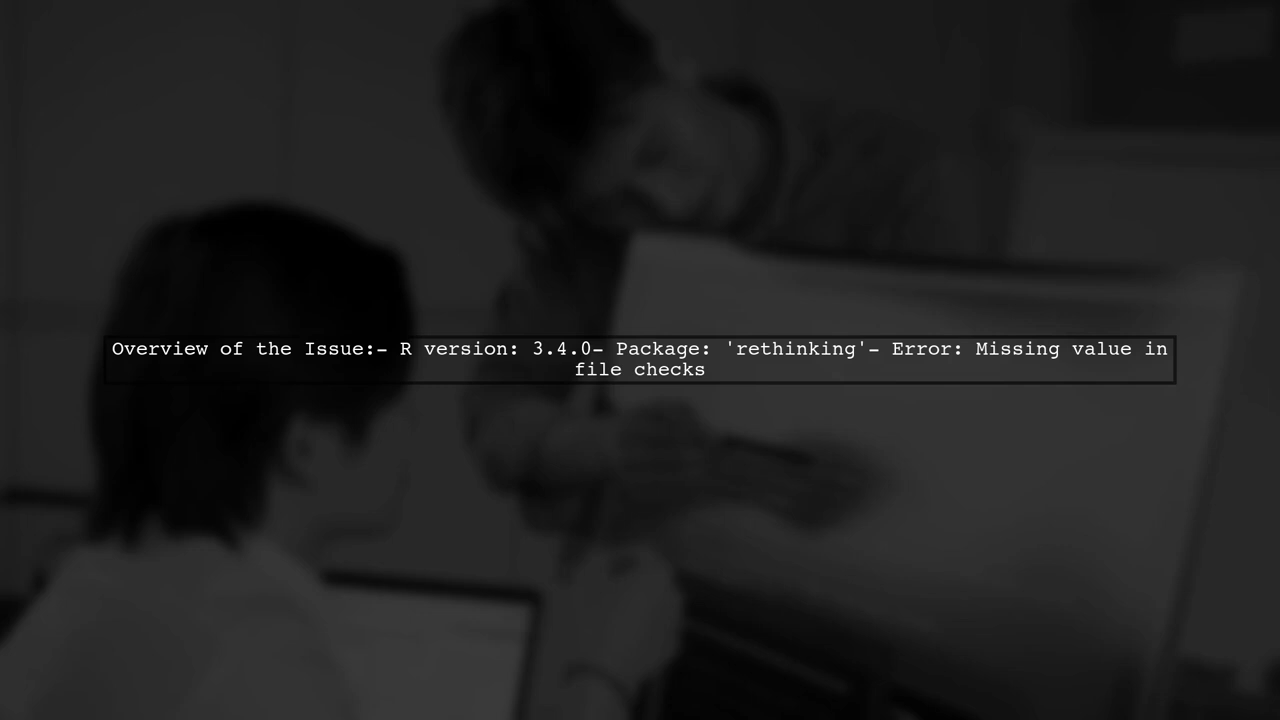 Overview of the Issue:- R version: 3.4.0- Package: 'rethinking'- Error: Missing value in
file checks